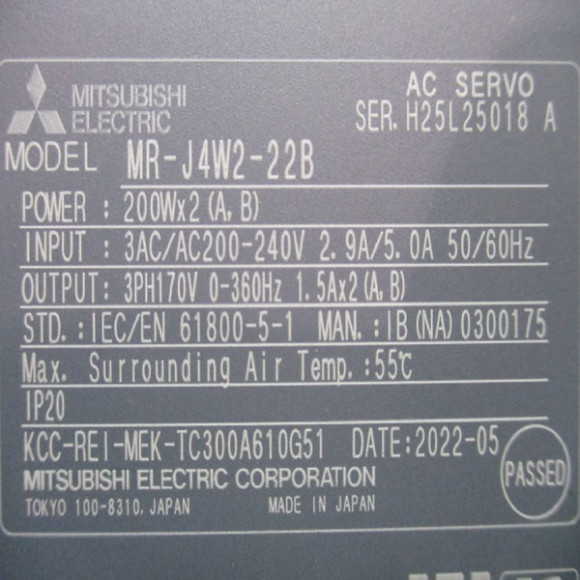 MITSUBISHI
ELECTRIC
AC SERVO
SER. H25L25018 A
MODEL MR-J4W2-22B
POWER : 200Wx2 (A, B)
INPUT : 3AC/AC200-240V 2.9A/5.0A 50/60Hz
OUTPUT: 3PH170V 0-360Hz 1.5Ax2 (A, B)
STD. : IEC/EN 61800-5-1 MAN. : IB (NA) 0300175
Max. Surrounding Air Temp. :55℃
IP20
KCC-REI-MEK-TC300A610G51 DATE:2022-05
PASSED
MITSUBISHI ELECTRIC CORPORATION
TOKYO 100-8310, JAPAN MADE IN JAPAN